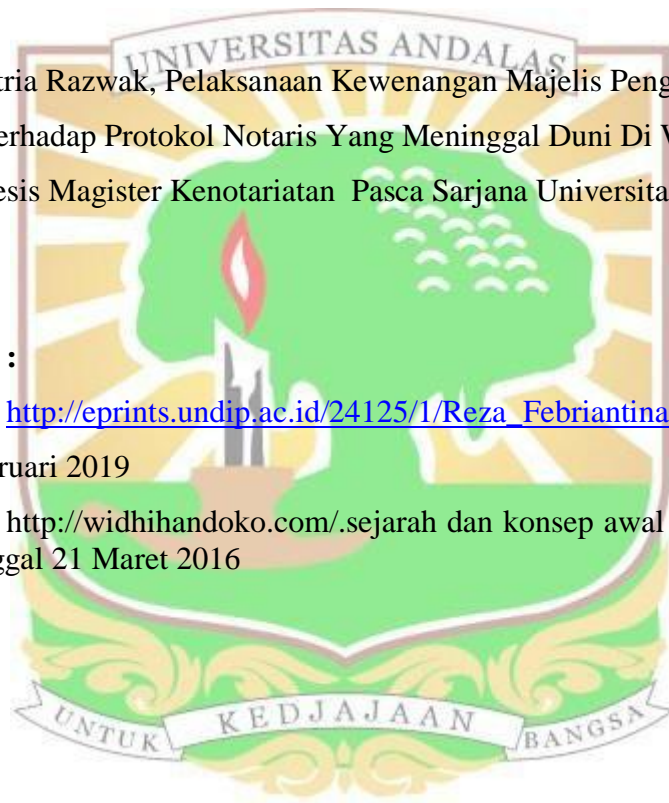 UNIVERSITAS ANDALAS
tria Razwak, Pelaksanaan Kewenangan Majelis Peng
erhadap Protokol Notaris Yang Meninggal Duni Di
esis Magister Kenotariatan Pasca Sarjana Universita
:
http://eprints.undip.ac.id/24125/1/Reza_Febriantina
ruari 2019
http://widhihandoko.com/.sejarah dan konsep awal
ggal 21 Maret 2016
UNTUK KEDJAJAAN BANGSA